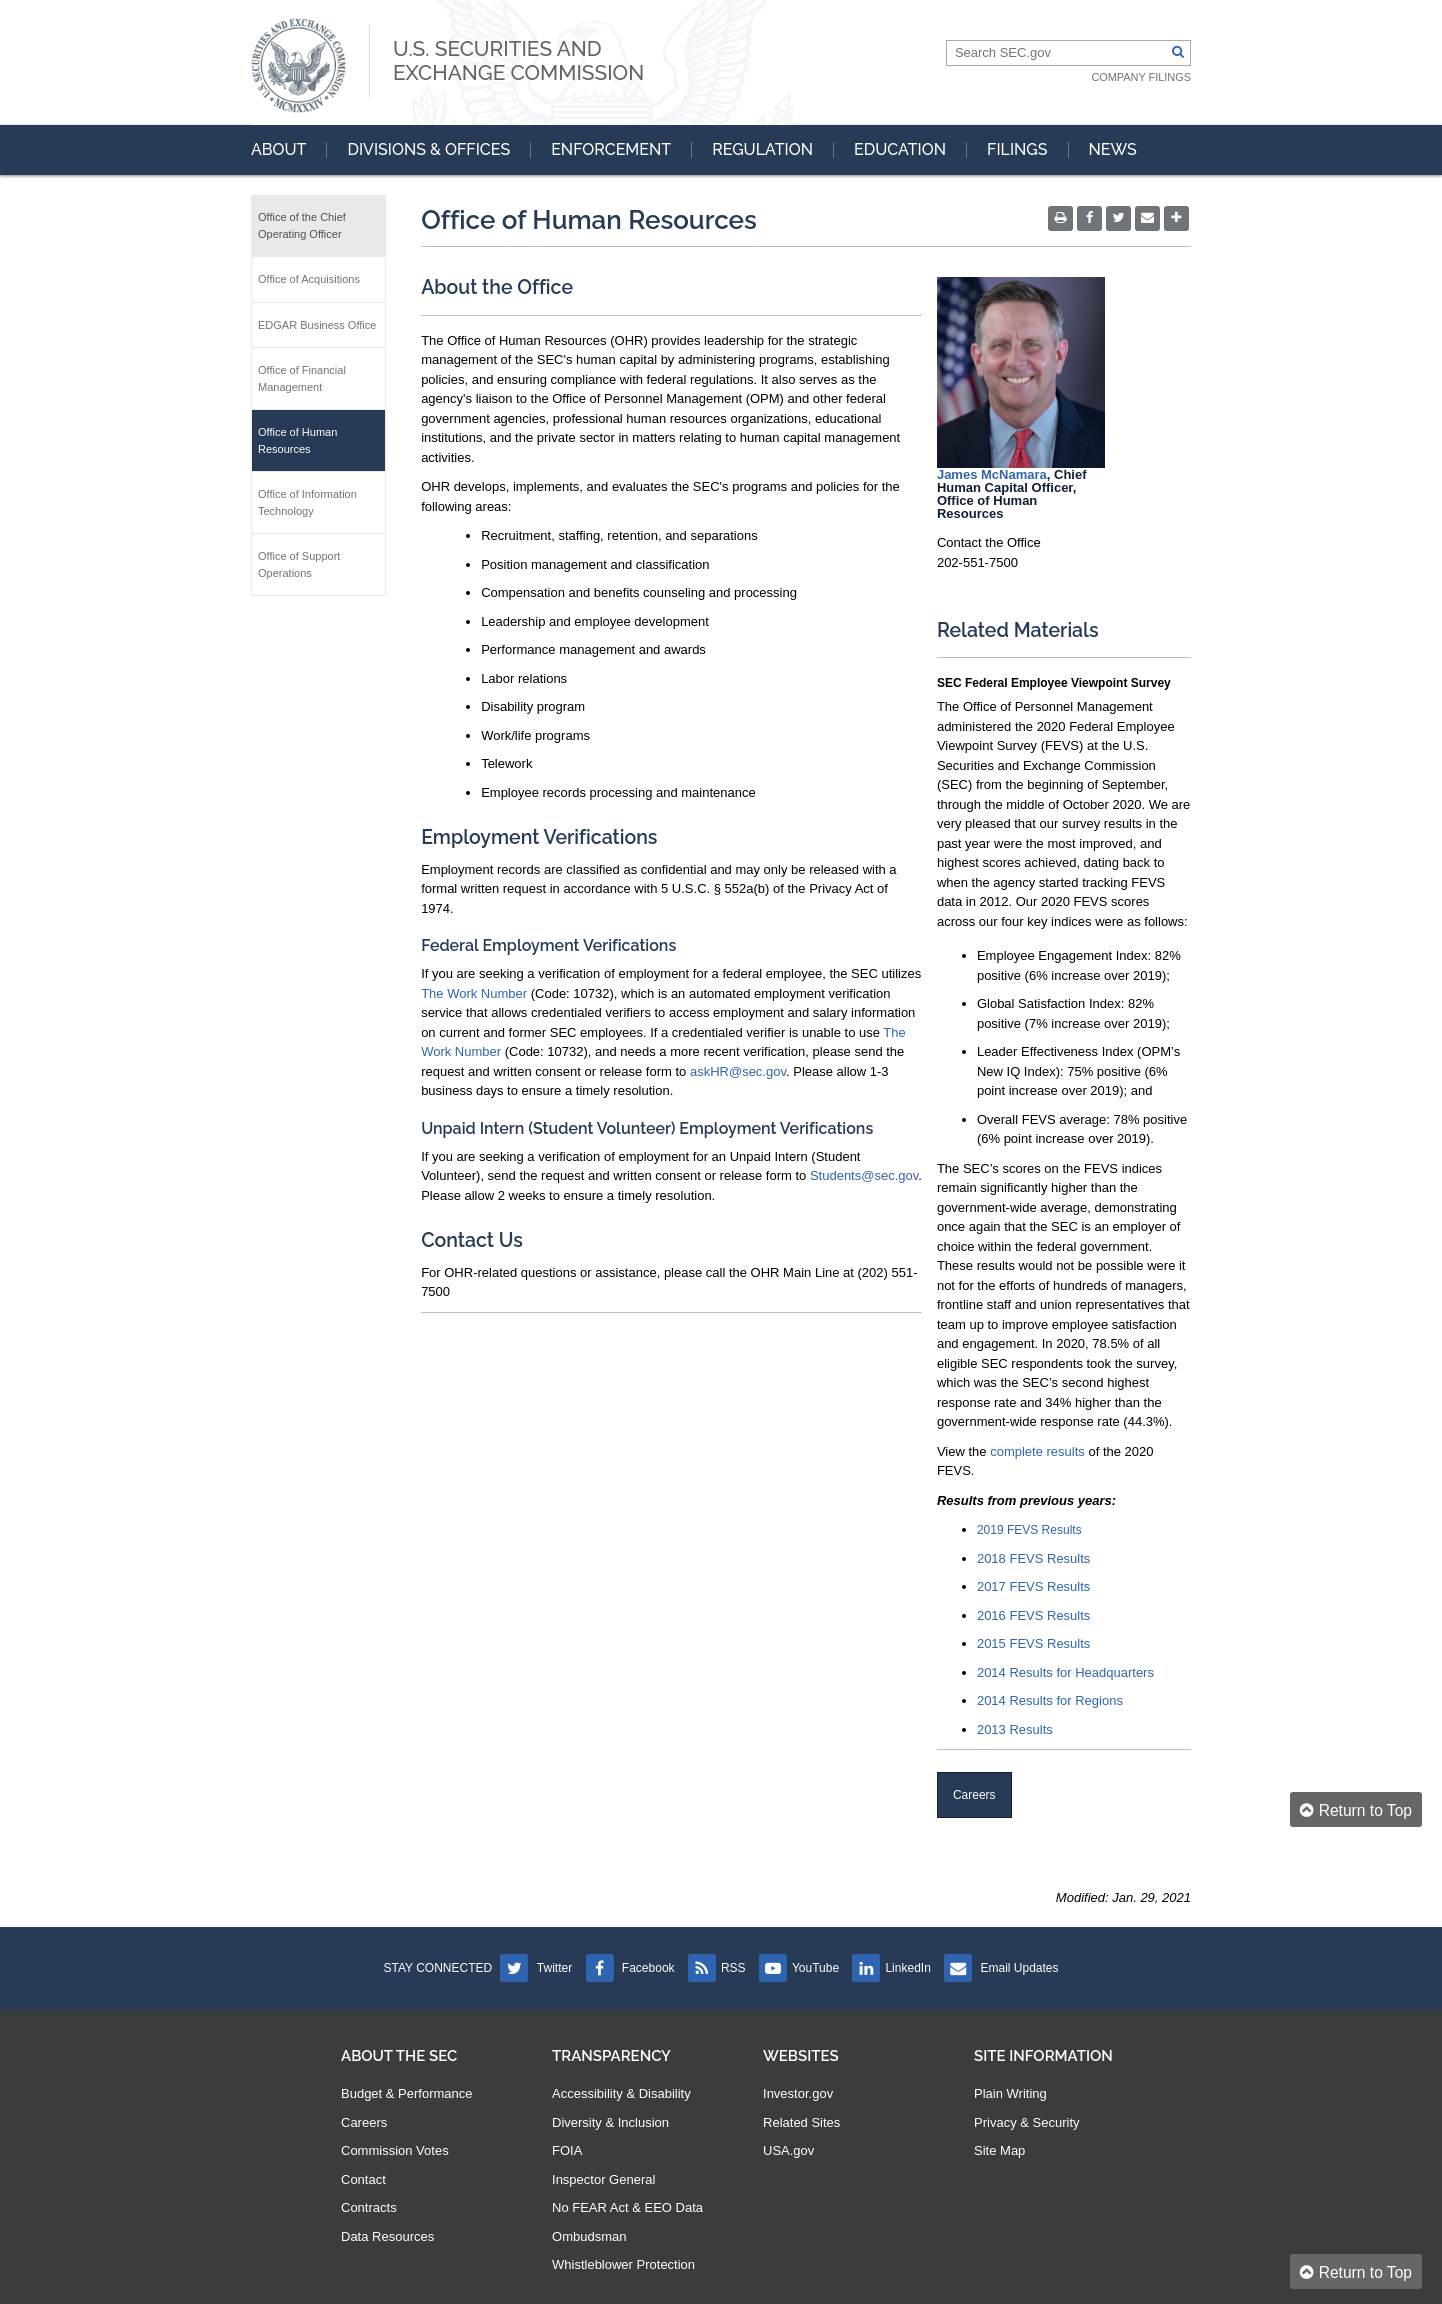 U.S. SECURITIES AND EXCHANGE COMMISSION
MCMXXXIV
U.S. SECURITIES AND
EXCHANGE COMMISSION
Search SEC.gov
COMPANY FILINGS
ABOUT
DIVISIONS & OFFICES
ENFORCEMENT
REGULATION
EDUCATION
FILINGS
NEWS
Office of the Chief
Operating Officer
Office of Acquisitions
EDGAR Business Office
Office of Financial
Management
Office of Human
Resources
Office of Information
Technology
Office of Support
Operations
Office of Human Resources
About the Office
The Office of Human Resources (OHR) provides leadership for the strategic
management of the SEC's human capital by administering programs, establishing
policies, and ensuring compliance with federal regulations. It also serves as the
agency's liaison to the Office of Personnel Management (OPM) and other federal
government agencies, professional human resources organizations, educational
institutions, and the private sector in matters relating to human capital management
activities.
OHR develops, implements, and evaluates the SEC's programs and policies for the
following areas:
• Recruitment, staffing, retention, and separations
• Position management and classification
• Compensation and benefits counseling and processing
• Leadership and employee development
• Performance management and awards
• Labor relations
• Disability program
• Work/life programs
• Telework
• Employee records processing and maintenance
Employment Verifications
Employment records are classified as confidential and may only be released with a
formal written request in accordance with 5 U.S.C. § 552a(b) of the Privacy Act of
1974.
Federal Employment Verifications
If you are seeking a verification of employment for a federal employee, the SEC utilizes
The Work Number (Code: 10732), which is an automated employment verification
service that allows credentialed verifiers to access employment and salary information
on current and former SEC employees. If a credentialed verifier is unable to use The
Work Number (Code: 10732), and needs a more recent verification, please send the
request and written consent or release form to askHR@sec.gov. Please allow 1-3
business days to ensure a timely resolution.
Unpaid Intern (Student Volunteer) Employment Verifications
If you are seeking a verification of employment for an Unpaid Intern (Student
Volunteer), send the request and written consent or release form to Students@sec.gov.
Please allow 2 weeks to ensure a timely resolution.
Contact Us
For OHR-related questions or assistance, please call the OHR Main Line at (202) 551-
7500
James McNamara, Chief
Human Capital Officer,
Office of Human
Resources
Contact the Office
202-551-7500
Related Materials
SEC Federal Employee Viewpoint Survey
The Office of Personnel Management
administered the 2020 Federal Employee
Viewpoint Survey (FEVS) at the U.S.
Securities and Exchange Commission
(SEC) from the beginning of September,
through the middle of October 2020. We are
very pleased that our survey results in the
past year were the most improved, and
highest scores achieved, dating back to
when the agency started tracking FEVS
data in 2012. Our 2020 FEVS scores
across our four key indices were as follows:
• Employee Engagement Index: 82%
positive (6% increase over 2019);
• Global Satisfaction Index: 82%
positive (7% increase over 2019);
• Leader Effectiveness Index (OPM's
New IQ Index): 75% positive (6%
point increase over 2019); and
• Overall FEVS average: 78% positive
(6% point increase over 2019).
The SEC's scores on the FEVS indices
remain significantly higher than the
government-wide average, demonstrating
once again that the SEC is an employer of
choice within the federal government.
These results would not be possible were it
not for the efforts of hundreds of managers,
frontline staff and union representatives that
team up to improve employee satisfaction
and engagement. In 2020, 78.5% of all
eligible SEC respondents took the survey,
which was the SEC's second highest
response rate and 34% higher than the
government-wide response rate (44.3%).
View the complete results of the 2020
FEVS.
Results from previous years:
• 2019 FEVS Results
• 2018 FEVS Results
• 2017 FEVS Results
• 2016 FEVS Results
• 2015 FEVS Results
• 2014 Results for Headquarters
• 2014 Results for Regions
• 2013 Results
Careers
Return to Top
Modified: Jan. 29, 2021
STAY CONNECTED
Twitter
Facebook
RSS
YouTube
LinkedIn
Email Updates
ABOUT THE SEC
Budget & Performance
Careers
Commission Votes
Contact
Contracts
Data Resources
TRANSPARENCY
Accessibility & Disability
Diversity & Inclusion
FOIA
Inspector General
No FEAR Act & EEO Data
Ombudsman
Whistleblower Protection
WEBSITES
Investor.gov
Related Sites
USA.gov
SITE INFORMATION
Plain Writing
Privacy & Security
Site Map
Return to Top